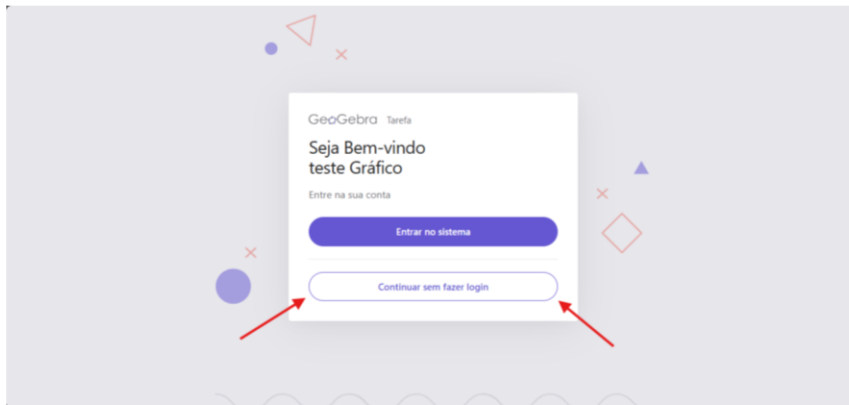 GeoGebra Tarefa
Seja Bem-vindo
teste Gráfico
Entre na sua conta
Entrar no sistema
Continuar sem fazer login